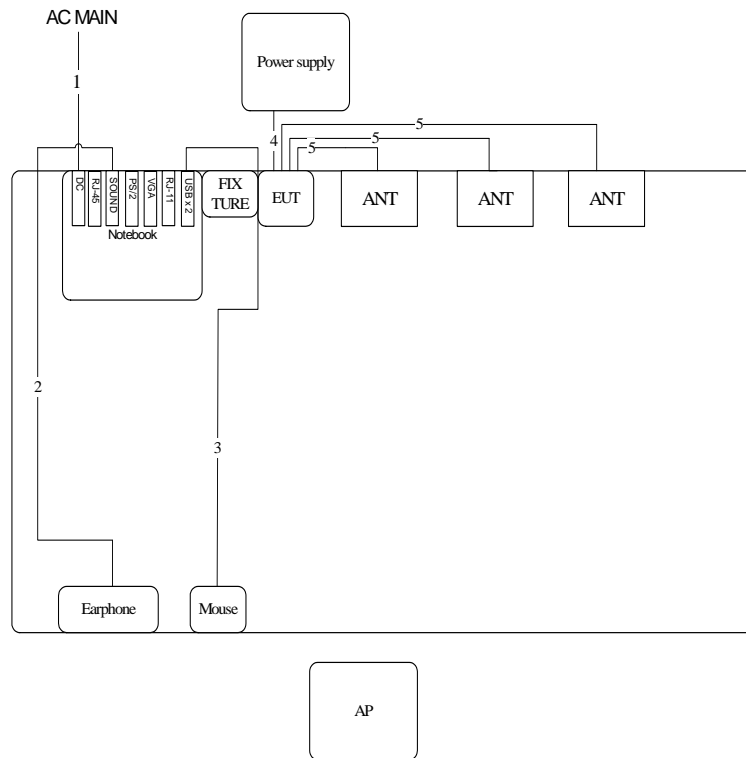 AC MAIN
Power supply
1
4
5
5
5
DC
RJ-45
SOUND
PS/2
VGA
RJ-11
USB x 2
Notebook
FIX
TURE
EUT
ANT
ANT
ANT
2
3
Earphone
Mouse
AP